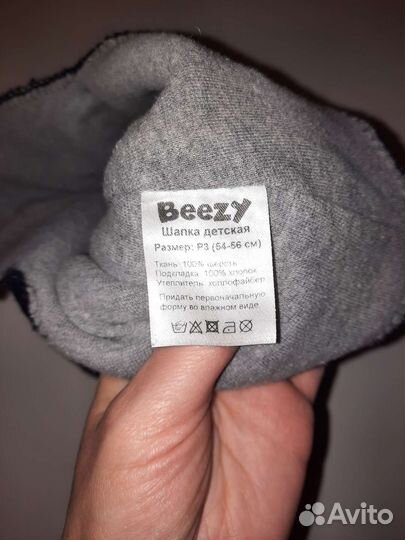 Beezy
Шапка детская
Размер: Р3 (54-56 см)
Ткань: 100% шерсть
Подкладка: 100% хлопок
Утеплитель: холлофайбер
Придать первоначальную
форму во влажном виде
Avito